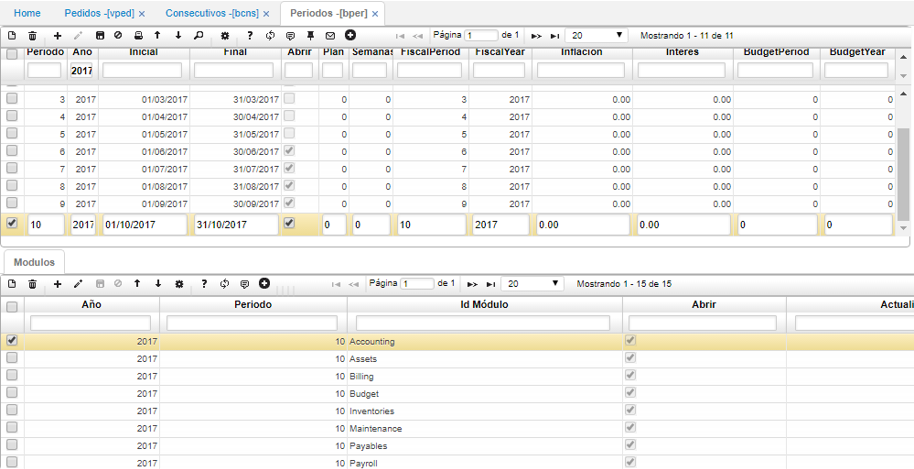 Home Pedidos -[vped] × Consecutivos -[bcns] × Periodos -[bper] ×
Página 1 de 1 20 Mostrando 1 - 11 de 11
Periodo Año Inicial Final Abrir Plan Semanas FiscalPeriod FiscalYear Inflacion Interes BudgetPeriod BudgetYear
2017
3 2017 01/03/2017 31/03/2017 0 0 3 2017 0.00 0.00 0 0
4 2017 01/04/2017 30/04/2017 0 0 4 2017 0.00 0.00 0 0
5 2017 01/05/2017 31/05/2017 0 0 5 2017 0.00 0.00 0 0
6 2017 01/06/2017 30/06/2017 0 0 6 2017 0.00 0.00 0 0
7 2017 01/07/2017 31/07/2017 0 0 7 2017 0.00 0.00 0 0
8 2017 01/08/2017 31/08/2017 0 0 8 2017 0.00 0.00 0 0
9 2017 01/09/2017 30/09/2017 0 0 9 2017 0.00 0.00 0 0
10 2017 01/10/2017 31/10/2017 0 0 10 2017 0.00 0.00 0 0
Modulos
Página 1 de 1 20 Mostrando 1 - 15 de 15
Año Periodo Id Módulo Abrir Actuali
2017 10 Accounting
2017 10 Assets
2017 10 Billing
2017 10 Budget
2017 10 Inventories
2017 10 Maintenance
2017 10 Payables
2017 10 Payroll